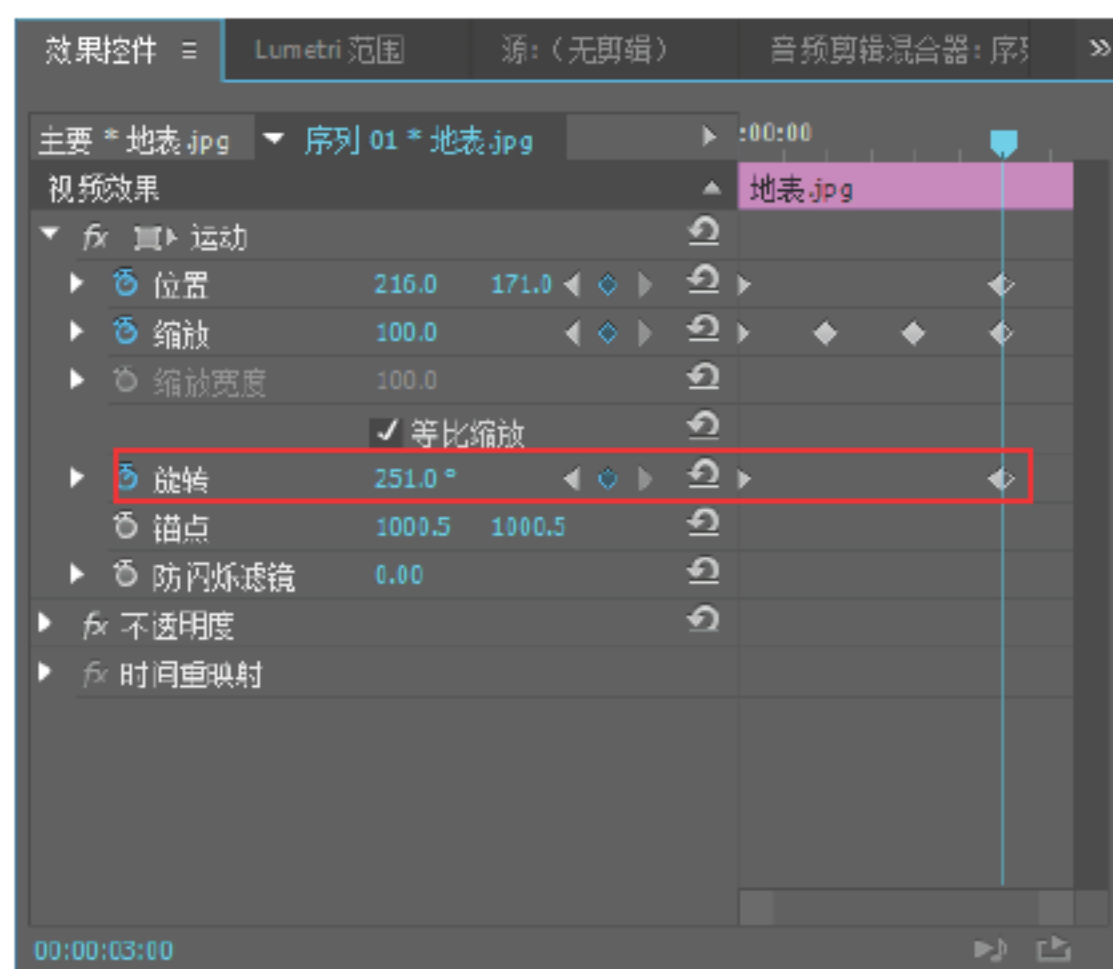 效果控件 ≡ Lumetri 范围 源:（无剪辑） 音频剪辑混合器: 序 »
主要 * 地表.jpg 序列 01 * 地表.jpg :00:00
视频效果 地表.jpg
fx 运动
位置 216.0 171.0
缩放 100.0
缩放宽度 100.0
✓ 等比缩放
旋转 251.0 °
锚点 1000.5 1000.5
防闪烁滤镜 0.00
fx 不透明度
fx 时间重映射
00:00:03:00